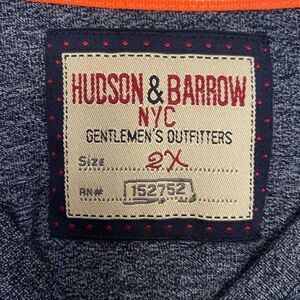 HUDSON & BARROW
NYC
GENTLEMEN'S OUTFITTERS
SIZE 2X
RN# 152752